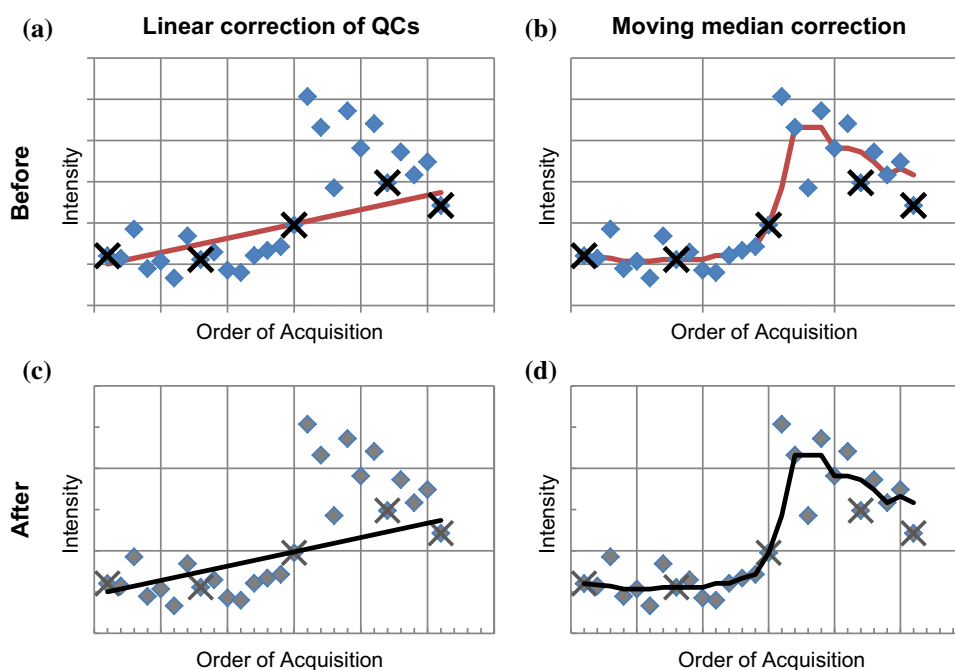 (a) Linear correction of QCs
(b) Moving median correction
Before
Intensity
Intensity
Order of Acquisition
Order of Acquisition
(c)
(d)
After
Intensity
Intensity
Order of Acquisition
Order of Acquisition